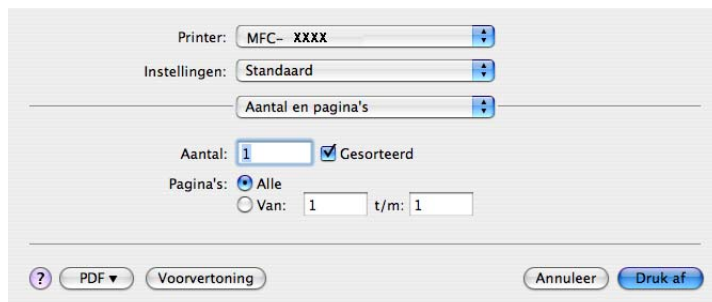 Printer: MFC- XXXX
Instellingen: Standaard
Aantal en pagina's
Aantal: 1 Gesorteerd
Pagina's: Alle
Van: 1 t/m: 1
? PDF ▼ Voorvertoning Annuleer Druk af